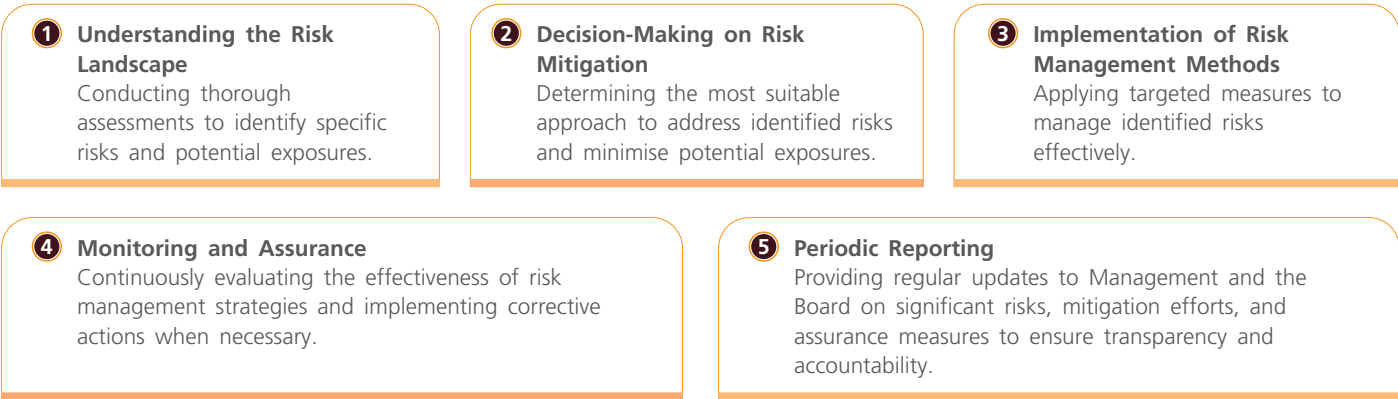 1 Understanding the Risk
Landscape
Conducting thorough
assessments to identify specific
risks and potential exposures.
2 Decision-Making on Risk
Mitigation
Determining the most suitable
approach to address identified risks
and minimise potential exposures.
3 Implementation of Risk
Management Methods
Applying targeted measures to
manage identified risks
effectively.
4 Monitoring and Assurance
Continuously evaluating the effectiveness of risk
management strategies and implementing corrective
actions when necessary.
5 Periodic Reporting
Providing regular updates to Management and the
Board on significant risks, mitigation efforts, and
assurance measures to ensure transparency and
accountability.